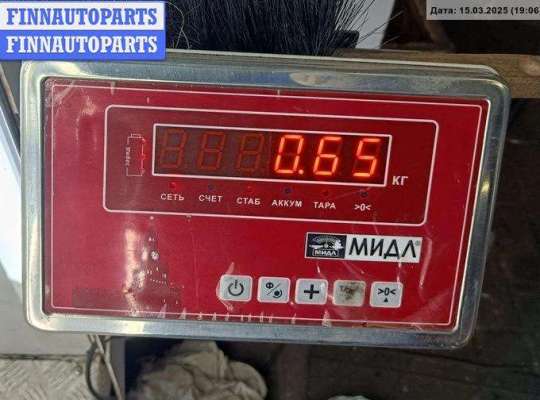 Дата: 15.03.2025 (19:06
FINNAUTOPARTS
FINNAUTOPARTS
0.65
КГ
СЕТЬ СЧЕТ СТАБ АККУМ ТАРА >0<
МИДЛ МИДЛ
>0<